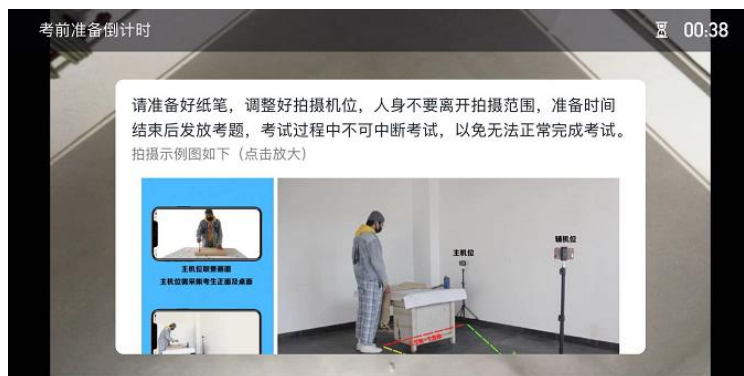 考前准备倒计时
00:38
请准备好纸笔，调整好拍摄机位，人身不要离开拍摄范围，准备时间
结束后发放考题，考试过程中不可中断考试，以免无法正常完成考试。
拍摄示例图如下（点击放大）
主机位
辅机位
主机位取景画面
主机位需采集考生正面及桌面